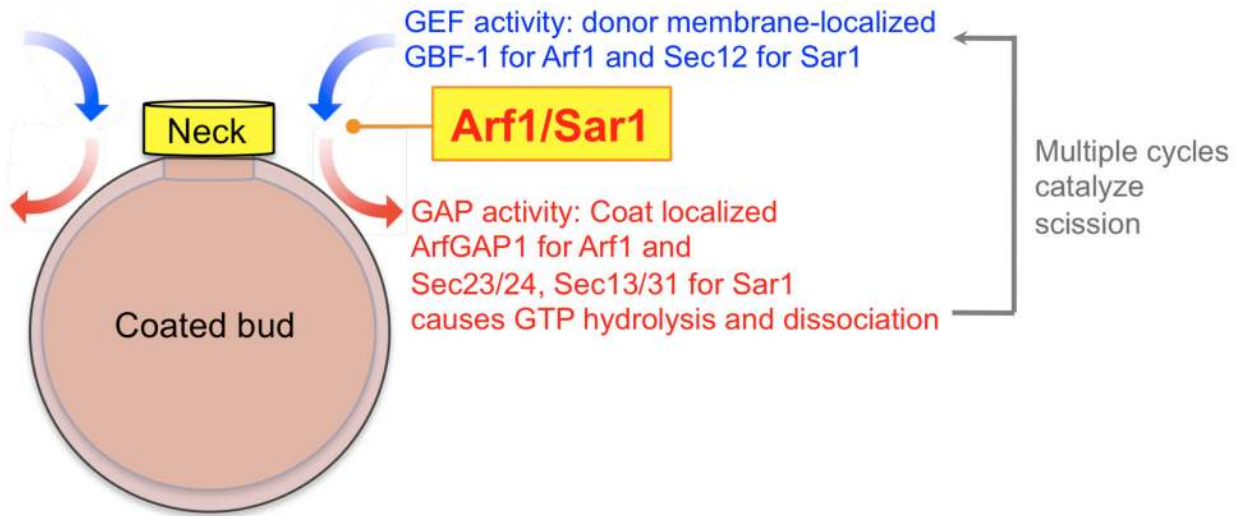 GEF activity: donor membrane-localized
GBF-1 for Arf1 and Sec12 for Sar1
Neck
Arf1/Sar1
Multiple cycles
catalyze
scission
GAP activity: Coat localized
ArfGAP1 for Arf1 and
Sec23/24, Sec13/31 for Sar1
causes GTP hydrolysis and dissociation
Coated bud